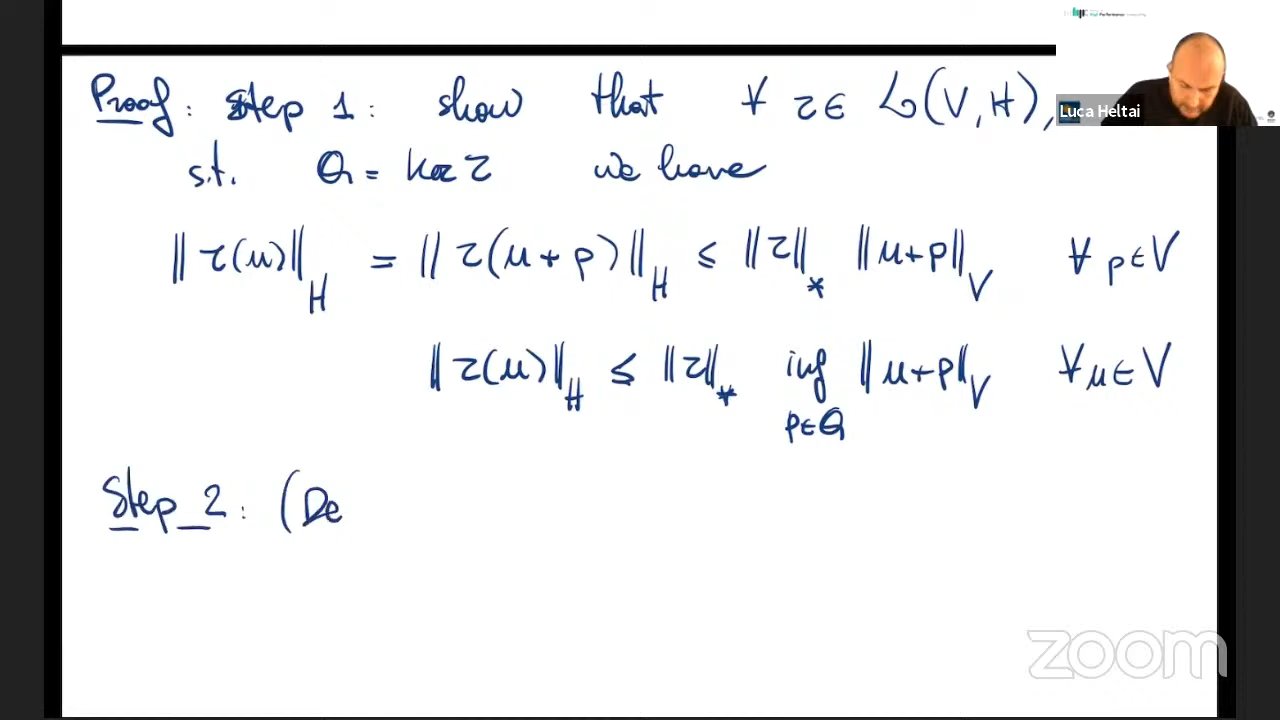 Proof: step 1: show that ∀ τ ∈ L(V, H),
s.t. Q = ker τ we have
‖τ(u)‖_H = ‖τ(u + p)‖_H ≤ ‖τ‖_* ‖u+p‖_V ∀ p∈V
‖τ(u)‖_H ≤ ‖τ‖_* inf_{p∈Q} ‖u+p‖_V ∀u∈V
Step 2: (De
Luca Heltai
zoom